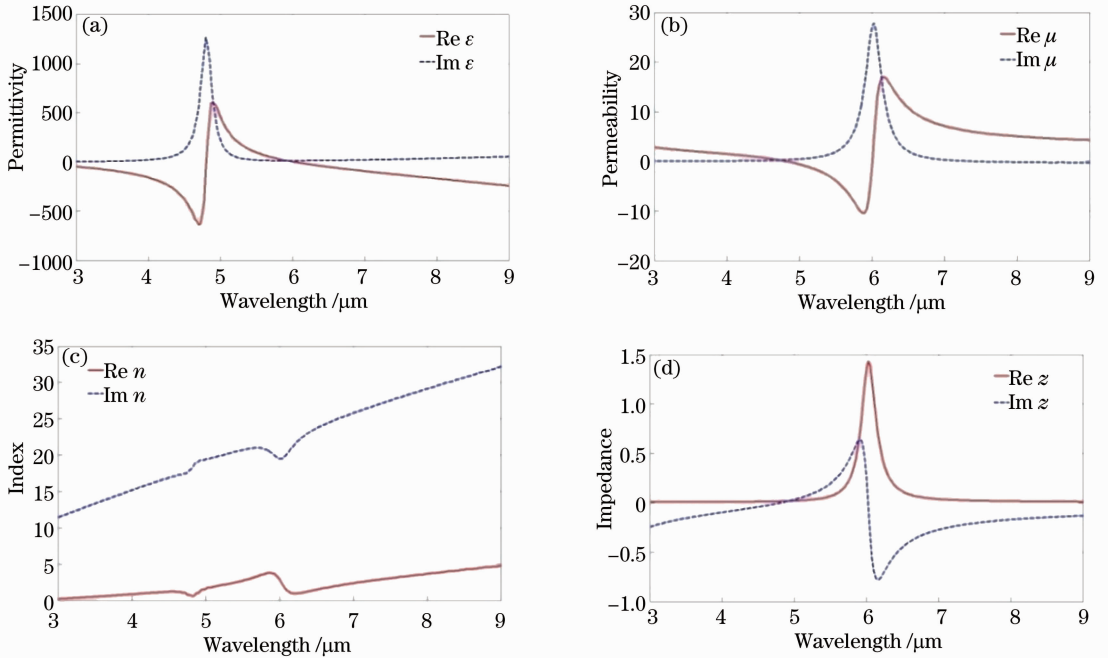 (a)
Re ε
Im ε
Permittivity
1500
1000
500
0
−500
−1000
3 4 5 6 7 8 9
Wavelength /μm
(b)
Re μ
Im μ
Permeability
30
20
10
0
−10
−20
3 4 5 6 7 8 9
Wavelength /μm
(c)
Re n
Im n
Index
35
30
25
20
15
10
5
0
3 4 5 6 7 8 9
Wavelength /μm
(d)
Re z
Im z
Impedance
1.5
1.0
0.5
0
−0.5
−1.0
3 4 5 6 7 8 9
Wavelength /μm